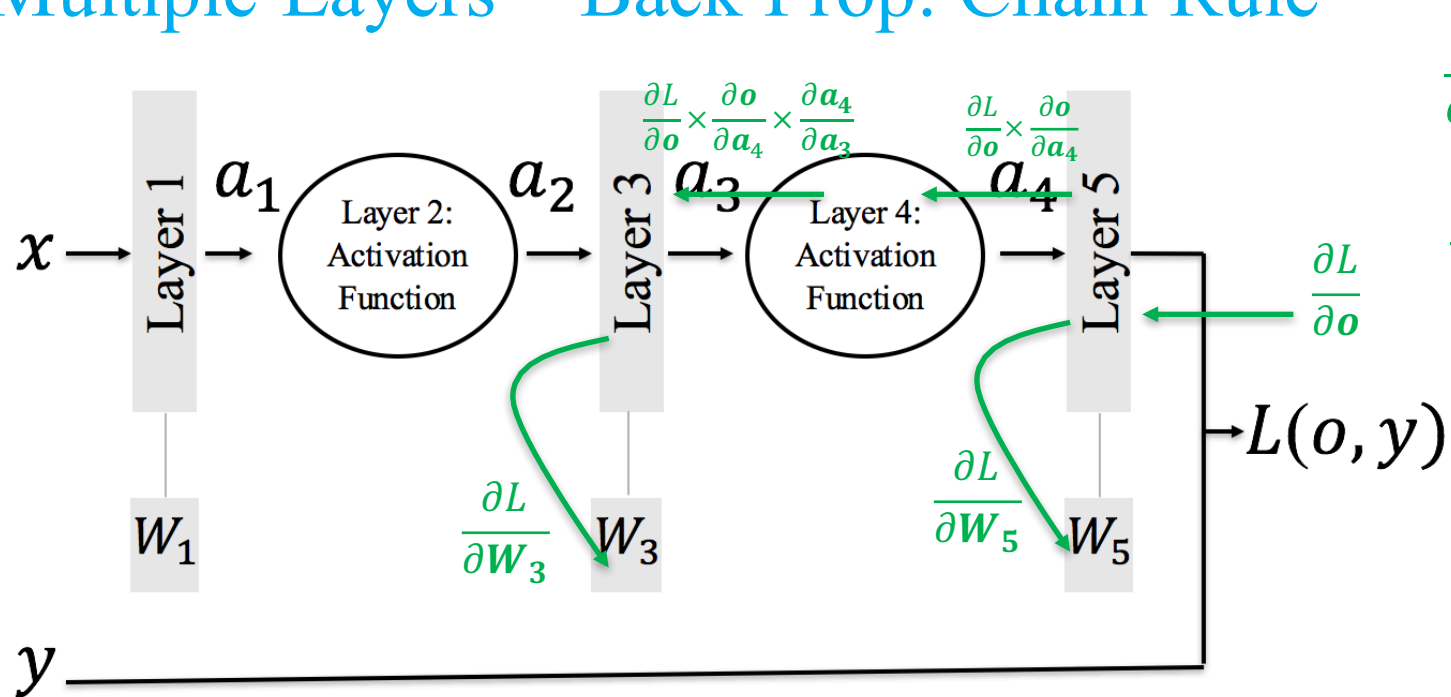 Multiple Layers – Back Prop: Chain Rule
∂L/∂o × ∂o/∂a₄ × ∂a₄/∂a₃
∂L/∂o × ∂o/∂a₄
x
Layer 1
a₁
Layer 2:
Activation
Function
a₂
Layer 3
a₃
Layer 4:
Activation
Function
a₄
Layer 5
∂L/∂o
L(o, y)
∂L/∂W₃
∂L/∂W₅
W₁
W₃
W₅
y